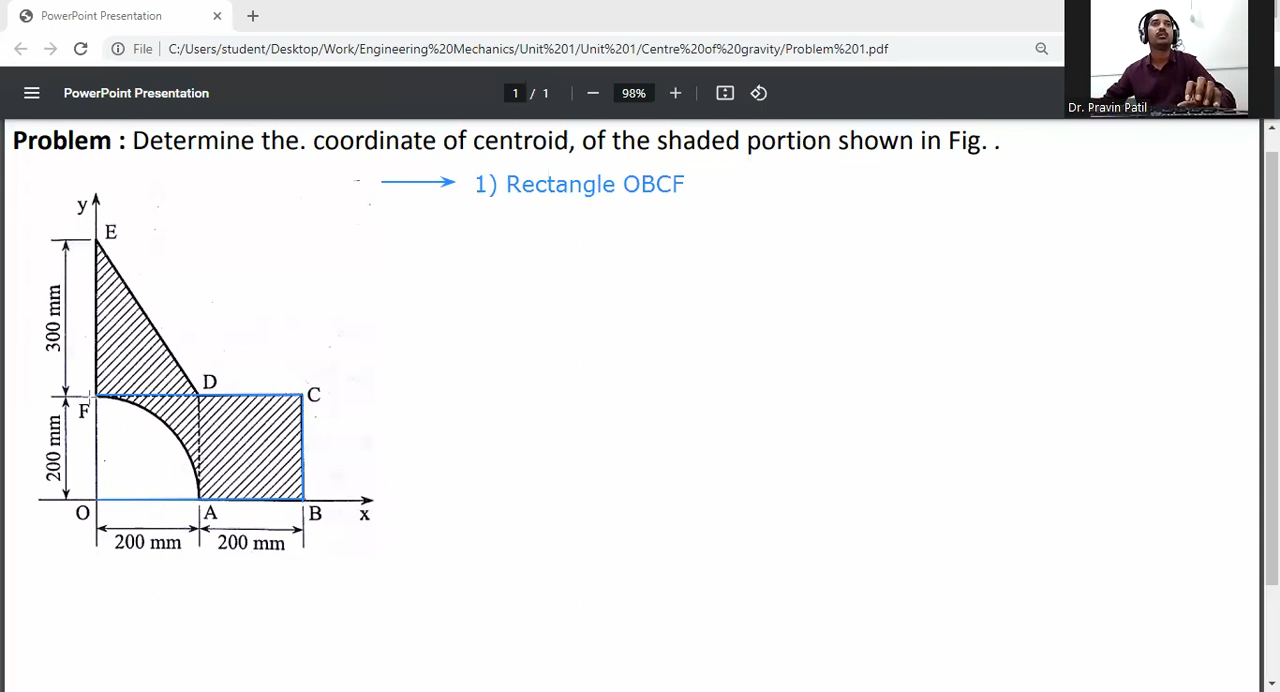 PowerPoint Presentation
File C:/Users/student/Desktop/Work/Engineering%20Mechanics/Unit%201/Unit%201/Centre%20of%20gravity/Problem%201.pdf
PowerPoint Presentation
1 / 1
98%
Dr. Pravin Patil
Problem : Determine the. coordinate of centroid, of the shaded portion shown in Fig. .
1) Rectangle OBCF
y
E
300 mm
D
C
F
200 mm
O
A
B
x
200 mm
200 mm